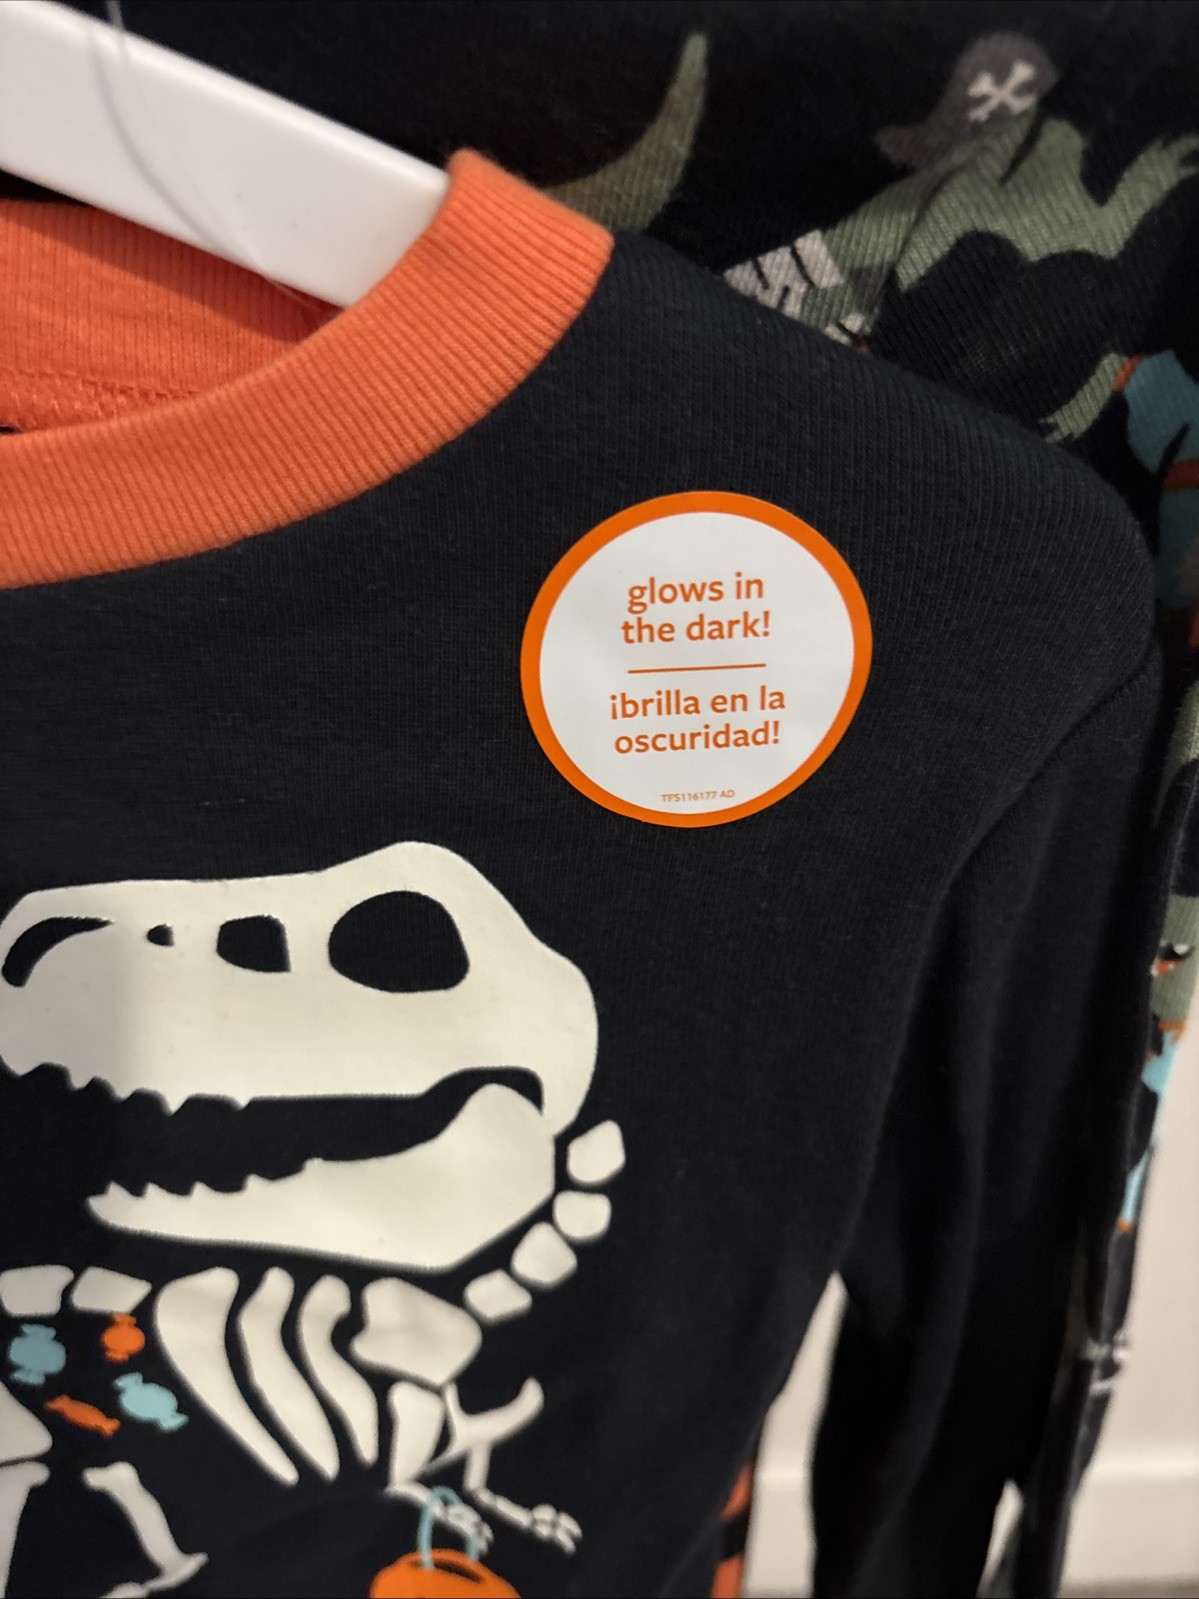 glows in
the dark!
¡brilla en la
oscuridad!
TFS116177 AD